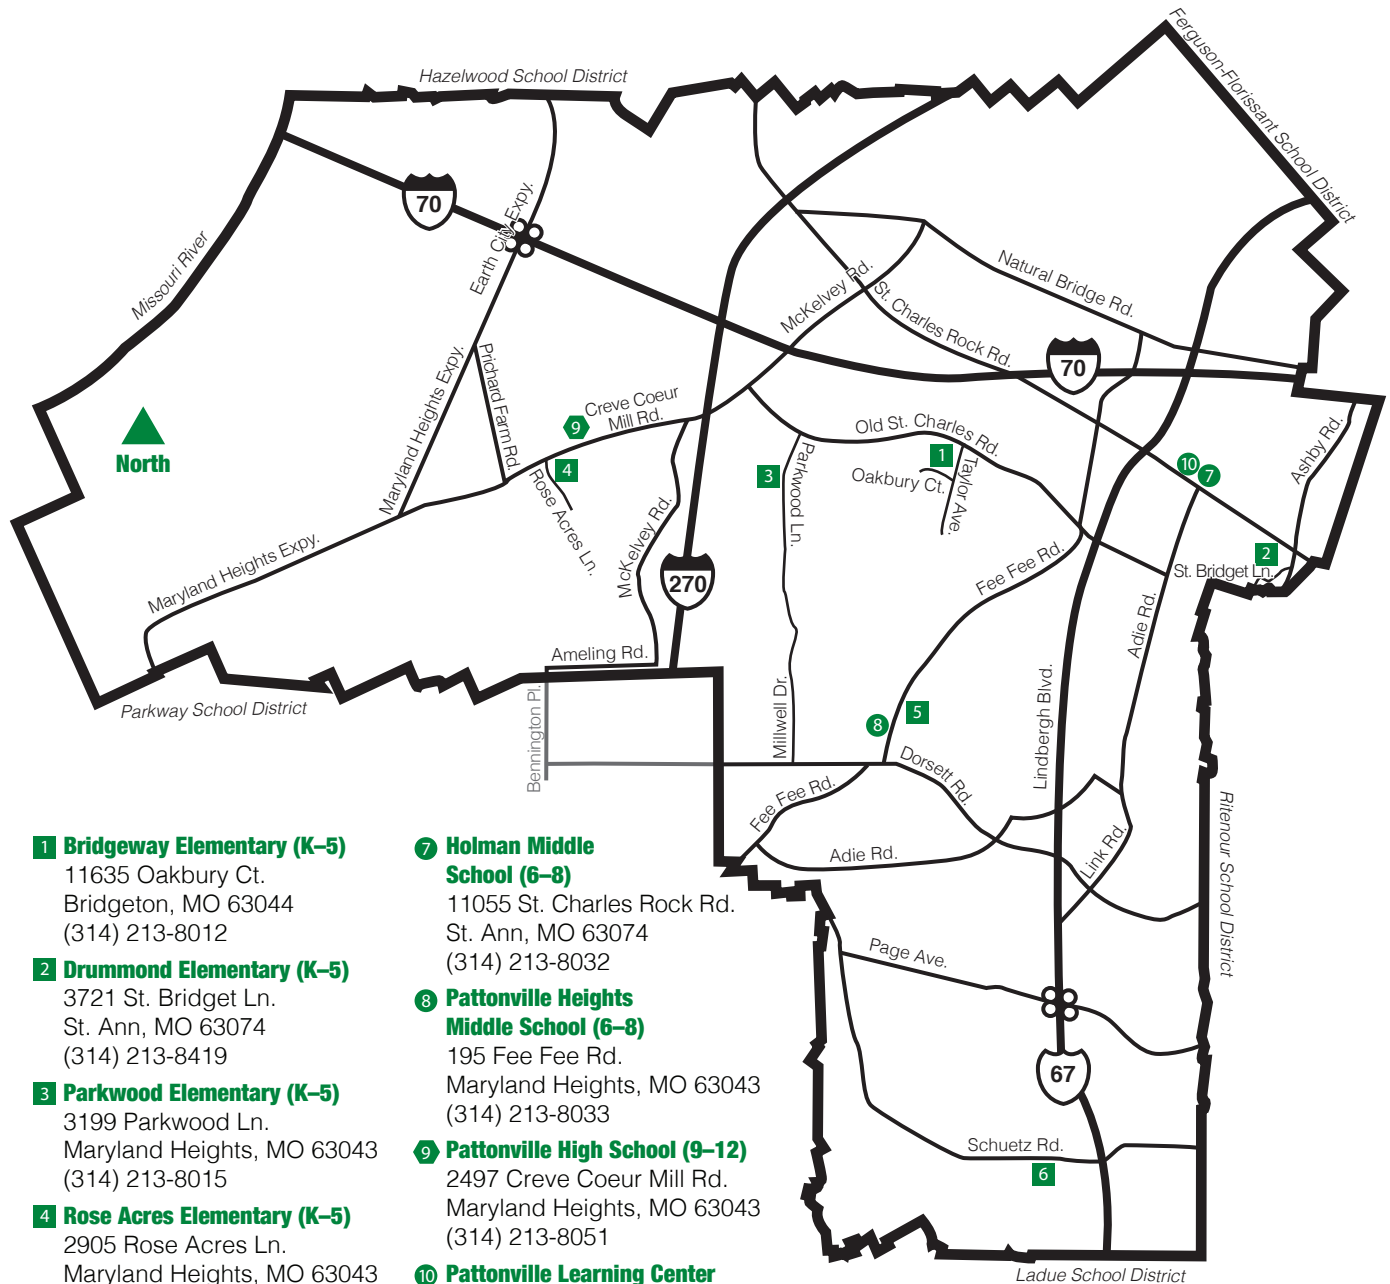 Hazelwood School District
Ferguson-Florissant School District
Missouri River
70
Earth City Expy.
Natural Bridge Rd.
McKelvey Rd.
St. Charles Rock Rd.
70
Prichard Farm Rd.
Maryland Heights Expy.
Creve Coeur
Mill Rd.
9
4
Rose Acres Ln.
North
Old St. Charles Rd.
1
Oakbury Ct.
Taylor Ave.
3
Parkwood Ln.
10
7
Ashby Rd.
2
St. Bridget Ln.
McKelvey Rd.
270
Fee Fee Rd.
Adie Rd.
Maryland Heights Expy.
Ameling Rd.
Parkway School District
Bennington Pl.
Millwell Dr.
8
5
Lindbergh Blvd.
Dorsett Rd.
Fee Fee Rd.
Adie Rd.
Link Rd.
Ritenour School District
Page Ave.
67
Schuetz Rd.
6
Ladue School District
1 Bridgeway Elementary (K–5)
11635 Oakbury Ct.
Bridgeton, MO 63044
(314) 213-8012
2 Drummond Elementary (K–5)
3721 St. Bridget Ln.
St. Ann, MO 63074
(314) 213-8419
3 Parkwood Elementary (K–5)
3199 Parkwood Ln.
Maryland Heights, MO 63043
(314) 213-8015
4 Rose Acres Elementary (K–5)
2905 Rose Acres Ln.
Maryland Heights, MO 63043
7 Holman Middle
School (6–8)
11055 St. Charles Rock Rd.
St. Ann, MO 63074
(314) 213-8032
8 Pattonville Heights
Middle School (6–8)
195 Fee Fee Rd.
Maryland Heights, MO 63043
(314) 213-8033
9 Pattonville High School (9–12)
2497 Creve Coeur Mill Rd.
Maryland Heights, MO 63043
(314) 213-8051
10 Pattonville Learning Center